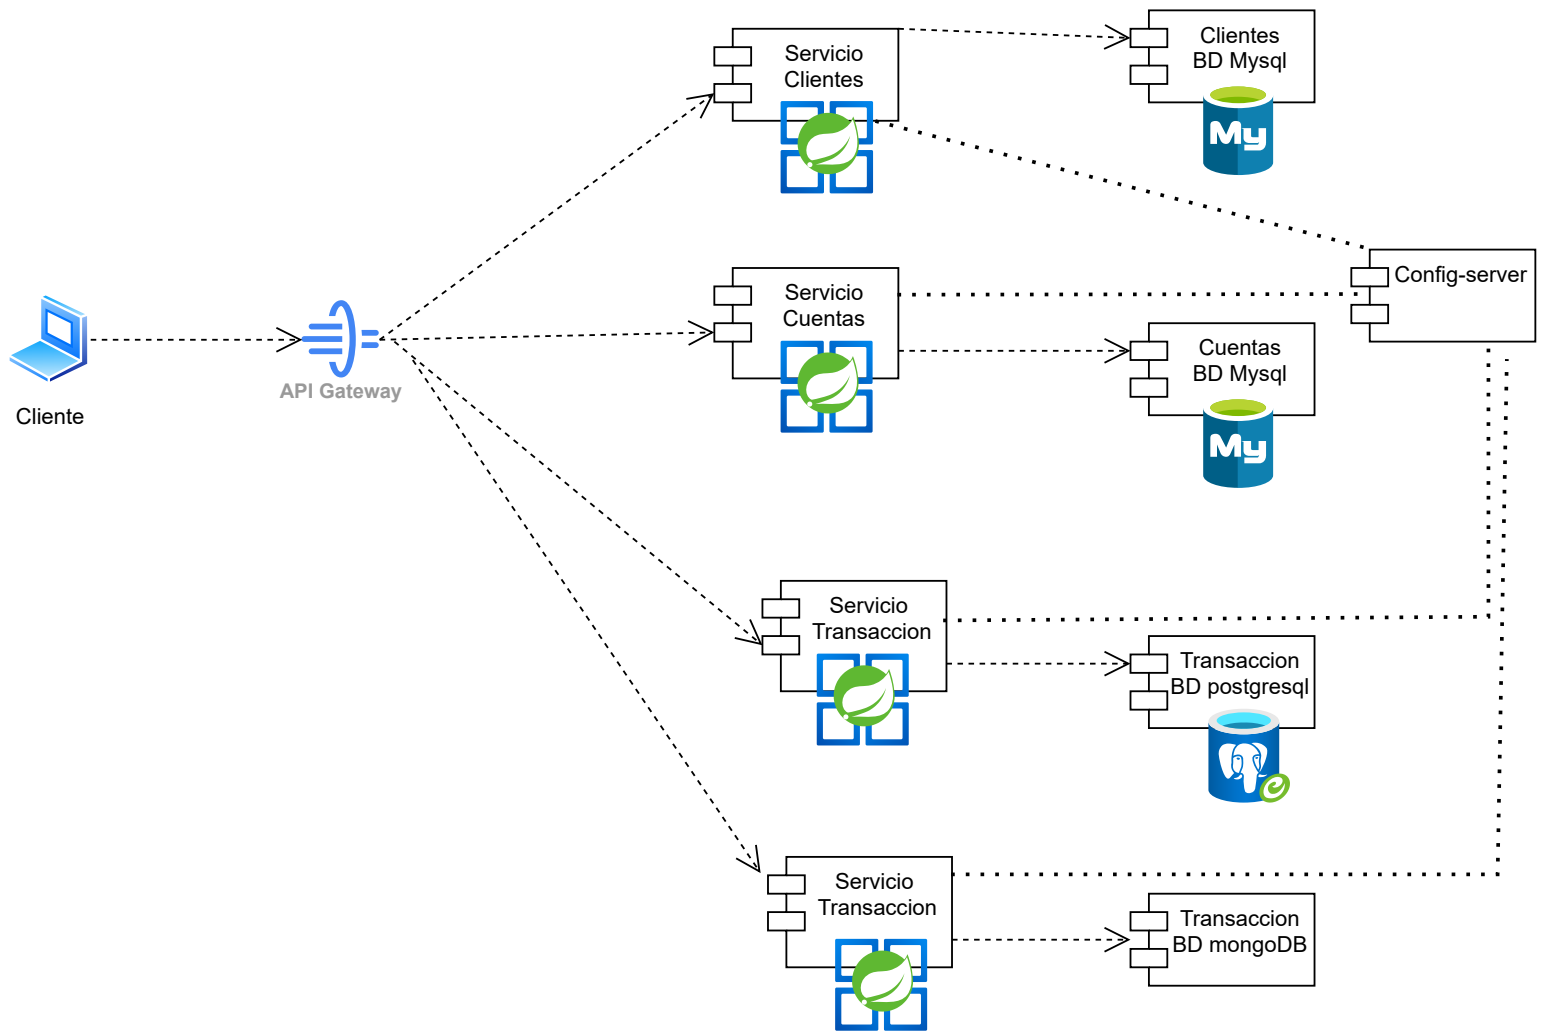 Servicio
Clientes
Clientes
BD Mysql
My
Servicio
Cuentas
Config-server
Cuentas
BD Mysql
My
API Gateway
Cliente
Servicio
Transaccion
Transaccion
BD postgresql
Servicio
Transaccion
Transaccion
BD mongoDB